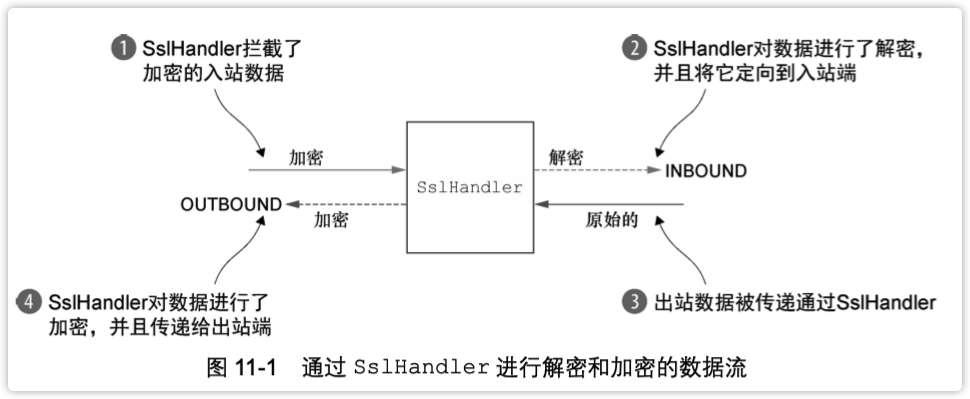 1 SslHandler拦截了
加密的入站数据
2 SslHandler对数据进行了解密，
并且将它定向到入站端
加密
解密
SslHandler
INBOUND
OUTBOUND
加密
原始的
4 SslHandler对数据进行了
加密，并且传递给出站端
3 出站数据被传递通过SslHandler
图 11-1 通过 SslHandler 进行解密和加密的数据流